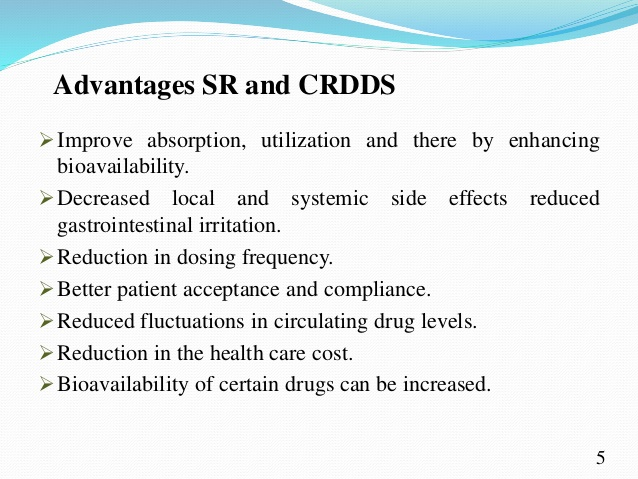 Advantages SR and CRDDS
➢Improve absorption, utilization and there by enhancing
bioavailability.
➢Decreased local and systemic side effects reduced
gastrointestinal irritation.
➢Reduction in dosing frequency.
➢Better patient acceptance and compliance.
➢Reduced fluctuations in circulating drug levels.
➢Reduction in the health care cost.
➢Bioavailability of certain drugs can be increased.
5